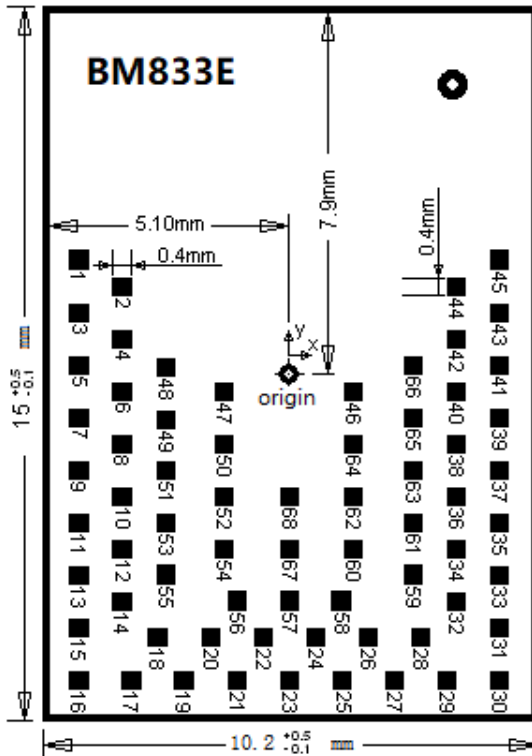 BM833E
7.6mm
5.10mm
0.4mm
0.4mm
1 45
2 44
y
x
3 43
4 42
origin
5 48 66 41
6 47 46 40
7 49 65 39
8 50 64 38
9 51 63 37
10 52 62 36
68
11 53 61 35
12 54 67 60 34
13 55 59 33
14 56 57 58 32
15 18 20 22 24 26 28 31
16 17 19 21 23 25 27 29 30
15 +0.5 -0.1 mm
10.2 +0.5 -0.1 mm